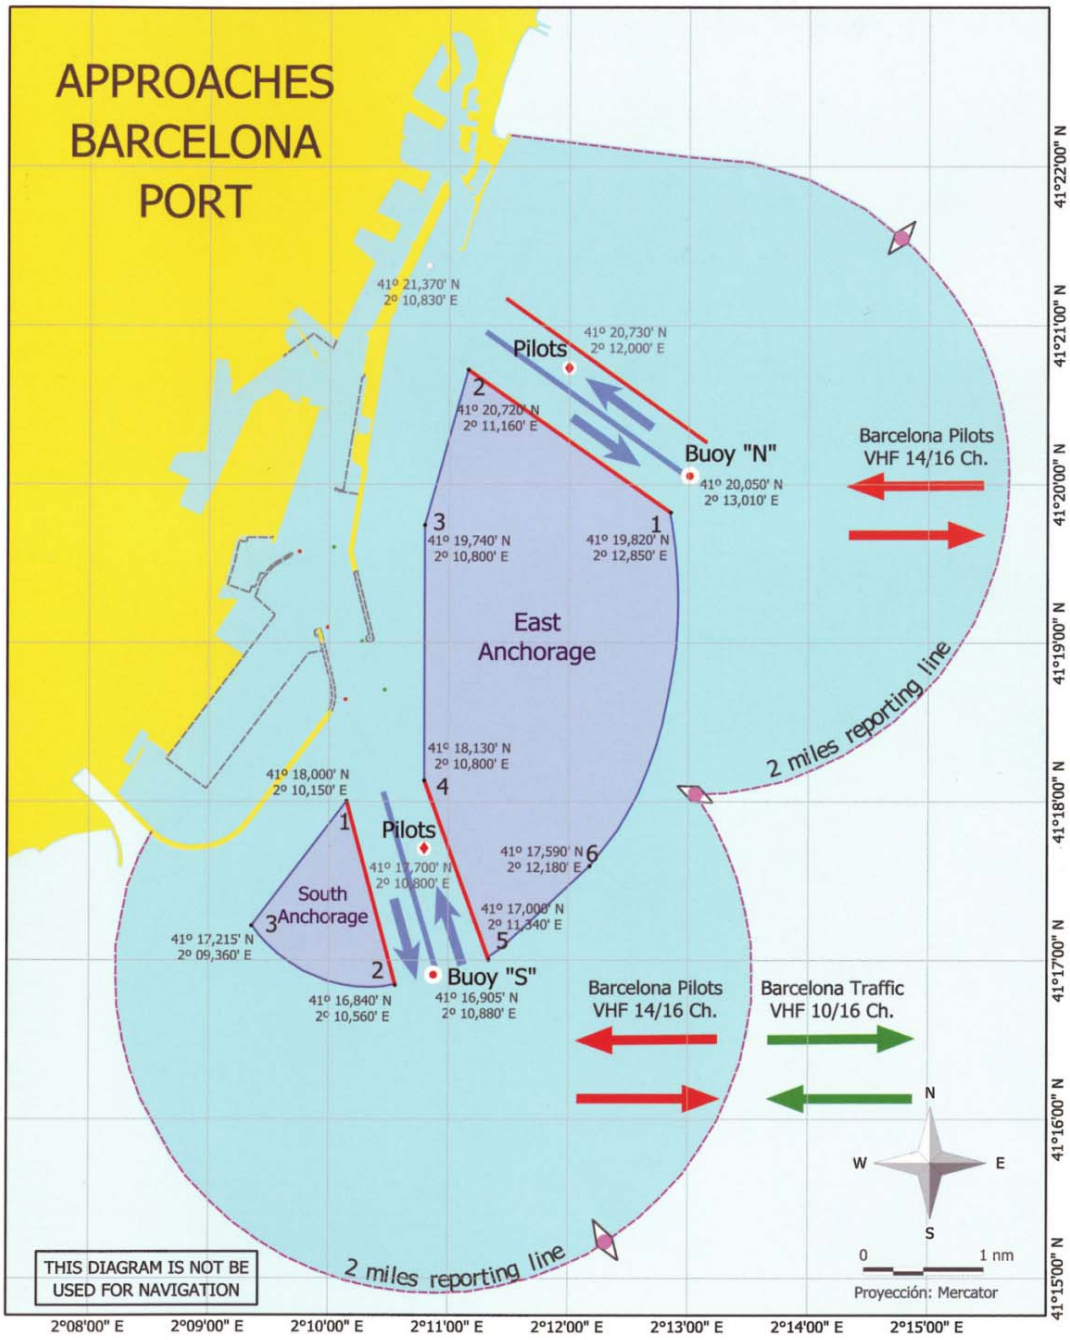 APPROACHES
BARCELONA
PORT
41º 21,370' N
2º 10,830' E
41º 20,730' N
2º 12,000' E
Pilots
2
41º 20,720' N
2º 11,160' E
Buoy "N"
41º 20,050' N
2º 13,010' E
Barcelona Pilots
VHF 14/16 Ch.
3
41º 19,740' N
2º 10,800' E
1
41º 19,820' N
2º 12,850' E
East
Anchorage
2 miles reporting line
41º 18,130' N
2º 10,800' E
4
41º 18,000' N
2º 10,150' E
1
Pilots
41º 17,700' N
2º 10,800' E
41º 17,590' N
2º 12,180' E
6
South
Anchorage
3
41º 17,215' N
2º 09,360' E
41º 17,000' N
2º 11,340' E
5
2
41º 16,840' N
2º 10,560' E
Buoy "S"
41º 16,905' N
2º 10,880' E
Barcelona Pilots
VHF 14/16 Ch.
Barcelona Traffic
VHF 10/16 Ch.
2 miles reporting line
N
W
E
S
0
1 nm
Proyección: Mercator
THIS DIAGRAM IS NOT BE
USED FOR NAVIGATION
41°22'00" N
41°21'00" N
41°20'00" N
41°19'00" N
41°18'00" N
41°17'00" N
41°16'00" N
41°15'00" N
2°08'00" E
2°09'00" E
2°10'00" E
2°11'00" E
2°12'00" E
2°13'00" E
2°14'00" E
2°15'00" E